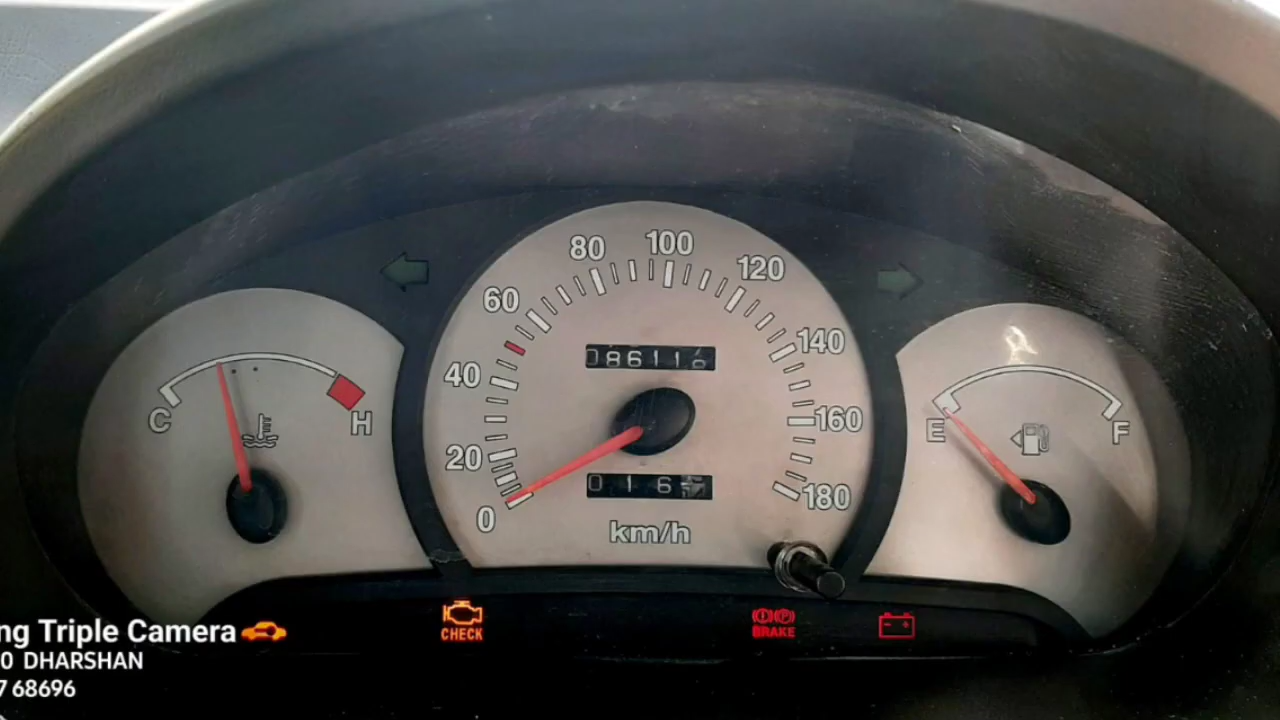 80 100 120
60 140
40 160
20 180
0
086116
016
km/h
C H
E F
CHECK
BRAKE
ng Triple Camera
0 DHARSHAN
7 68696